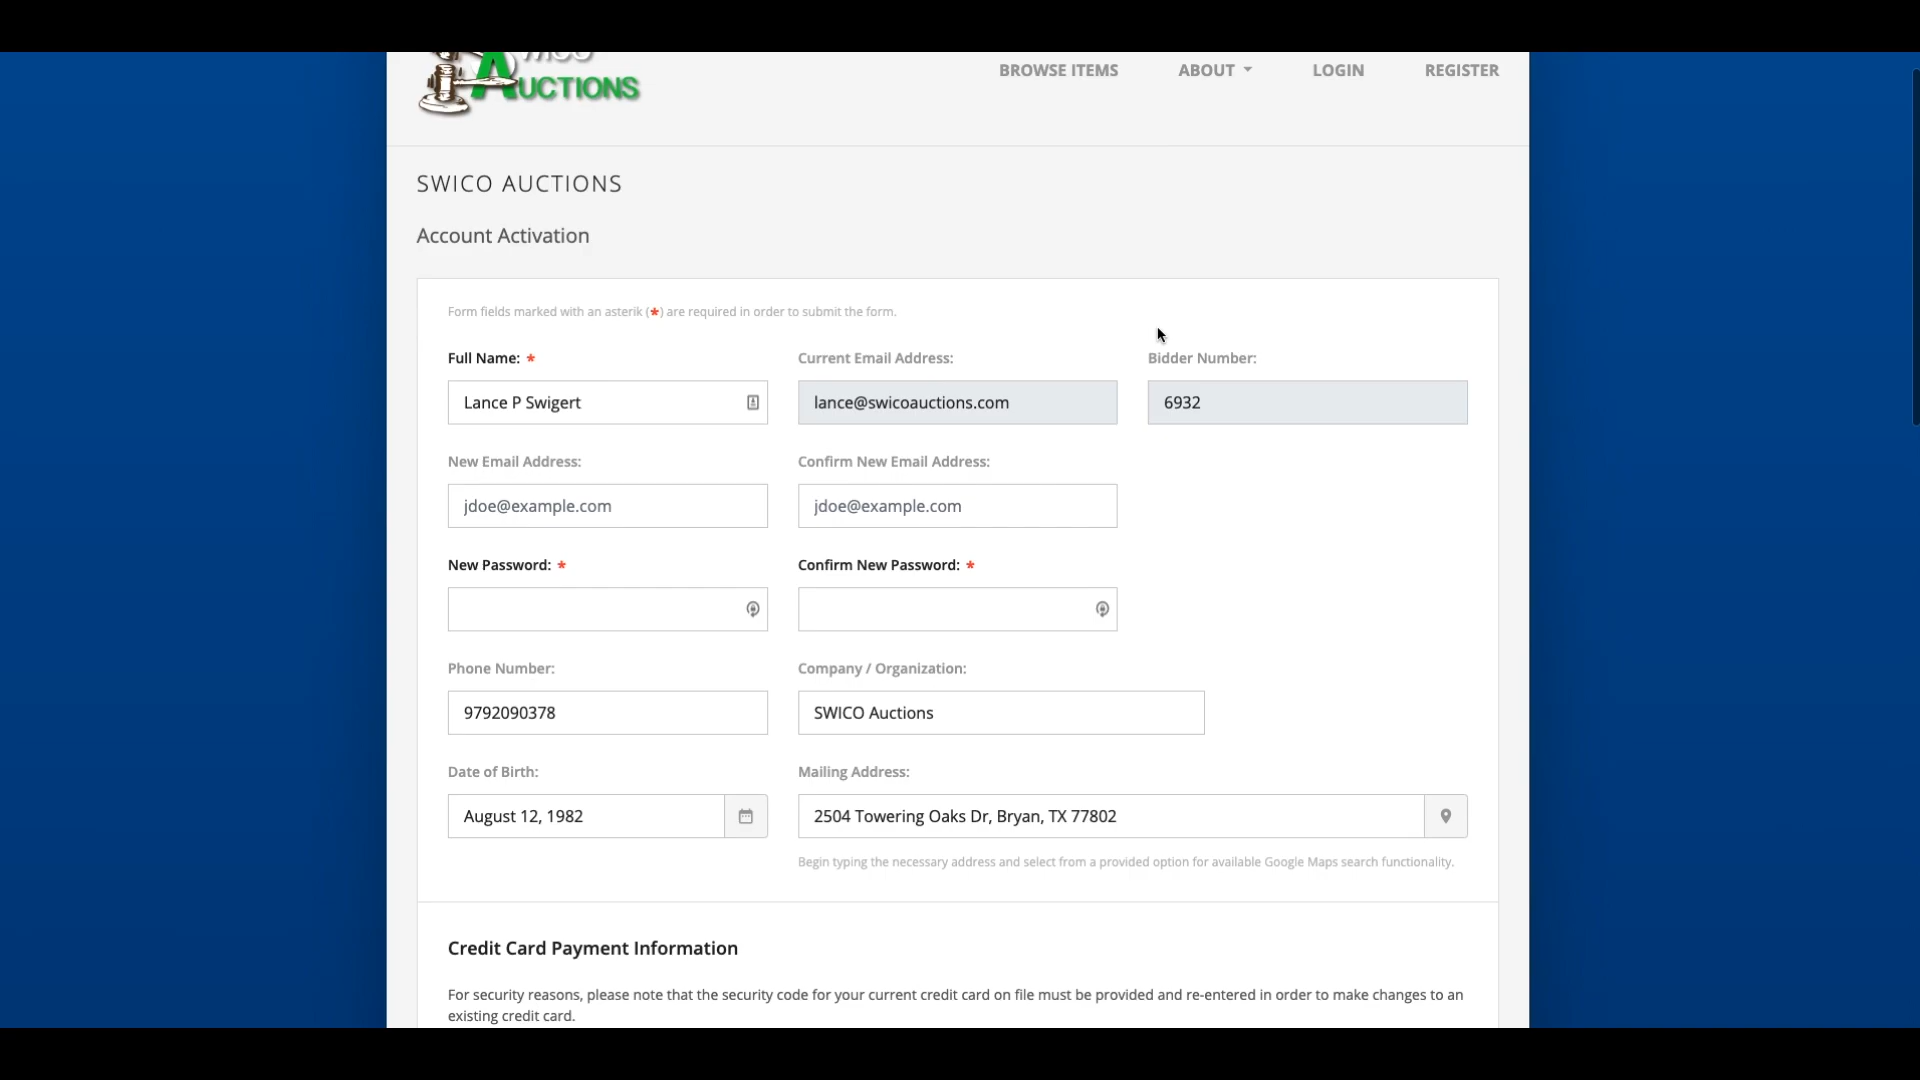 AUCTIONS
BROWSE ITEMS ABOUT LOGIN REGISTER
SWICO AUCTIONS
Account Activation
Form fields marked with an asterik (*) are required in order to submit the form.
Full Name: * Current Email Address: Bidder Number:
Lance P Swigert lance@swicoauctions.com 6932
New Email Address: Confirm New Email Address:
jdoe@example.com jdoe@example.com
New Password: * Confirm New Password: *
Phone Number: Company / Organization:
9792090378 SWICO Auctions
Date of Birth: Mailing Address:
August 12, 1982 2504 Towering Oaks Dr, Bryan, TX 77802
Begin typing the necessary address and select from a provided option for available Google Maps search functionality.
Credit Card Payment Information
For security reasons, please note that the security code for your current credit card on file must be provided and re-entered in order to make changes to an
existing credit card.